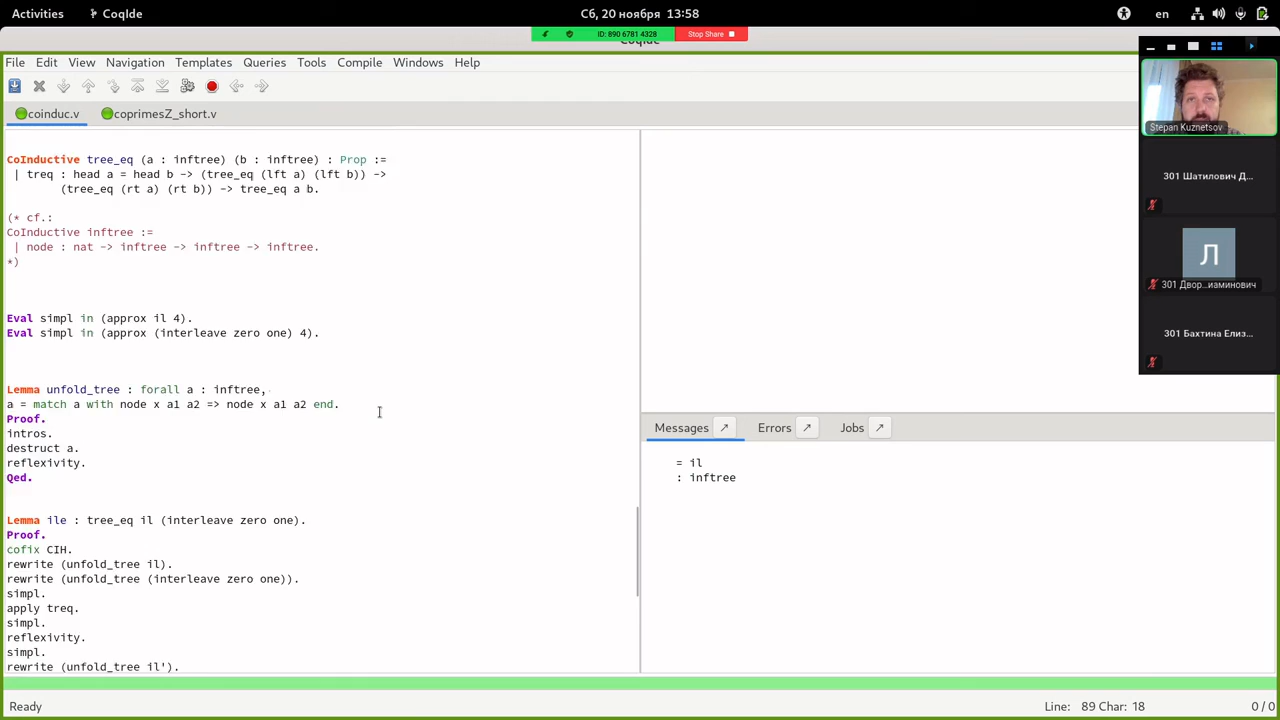 Activities
CoqIde
Сб, 20 ноября 13:58
en
ID: 890 6781 4328
Stop Share
CoqIde
File Edit View Navigation Templates Queries Tools Compile Windows Help
coinduc.v
coprimesZ_short.v
CoInductive tree_eq (a : inftree) (b : inftree) : Prop :=
| treq : head a = head b -> (tree_eq (lft a) (lft b)) ->
(tree_eq (rt a) (rt b)) -> tree_eq a b.
(* cf.:
CoInductive inftree :=
| node : nat -> inftree -> inftree -> inftree.
*)
Eval simpl in (approx il 4).
Eval simpl in (approx (interleave zero one) 4).
Lemma unfold_tree : forall a : inftree,
a = match a with node x a1 a2 => node x a1 a2 end.
Proof.
intros.
destruct a.
reflexivity.
Qed.
Lemma ile : tree_eq il (interleave zero one).
Proof.
cofix CIH.
rewrite (unfold_tree il).
rewrite (unfold_tree (interleave zero one)).
simpl.
apply treq.
simpl.
reflexivity.
simpl.
rewrite (unfold_tree il').
Messages
Errors
Jobs
= il
: inftree
Stepan Kuznetsov
301 Шатилович Д...
Л
301 Двор...иаминович
301 Бахтина Елиз...
Ready
Line: 89 Char: 18
0 / 0